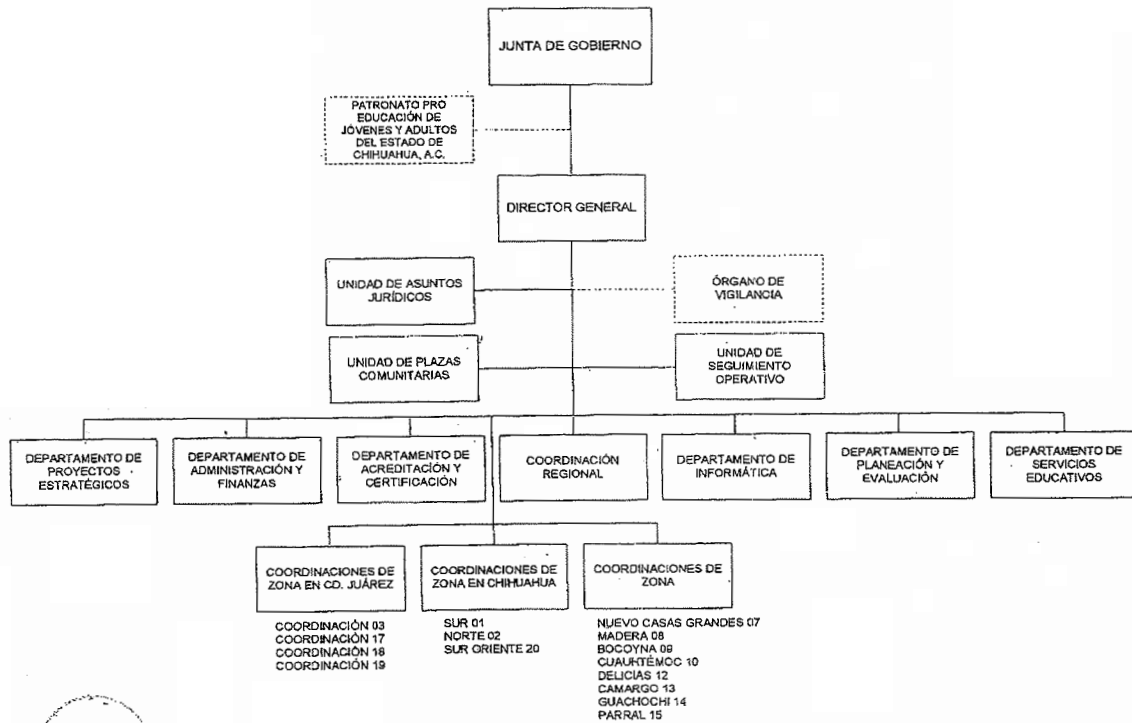 JUNTA DE GOBIERNO
PATRONATO PRO
EDUCACIÓN DE
JÓVENES Y ADULTOS
DEL ESTADO DE
CHIHUAHUA, A.C.
DIRECTOR GENERAL
UNIDAD DE ASUNTOS
JURÍDICOS
ÓRGANO DE
VIGILANCIA
UNIDAD DE PLAZAS
COMUNITARIAS
UNIDAD DE
SEGUIMIENTO
OPERATIVO
DEPARTAMENTO DE
PROYECTOS
ESTRATÉGICOS
DEPARTAMENTO DE
ADMINISTRACIÓN Y
FINANZAS
DEPARTAMENTO DE
ACREDITACIÓN Y
CERTIFICACIÓN
COORDINACIÓN
REGIONAL
DEPARTAMENTO DE
INFORMÁTICA
DEPARTAMENTO DE
PLANEACIÓN Y
EVALUACIÓN
DEPARTAMENTO DE
SERVICIOS
EDUCATIVOS
COORDINACIONES DE
ZONA EN CD. JUÁREZ
COORDINACIÓN 03
COORDINACIÓN 17
COORDINACIÓN 18
COORDINACIÓN 19
COORDINACIONES DE
ZONA EN CHIHUAHUA
SUR 01
NORTE 02
SUR ORIENTE 20
COORDINACIONES DE
ZONA
NUEVO CASAS GRANDES 07
MADERA 08
BOCOYNA 09
CUAUHTÉMOC 10
DELICIAS 12
CAMARGO 13
GUACHOCHI 14
PARRAL 15